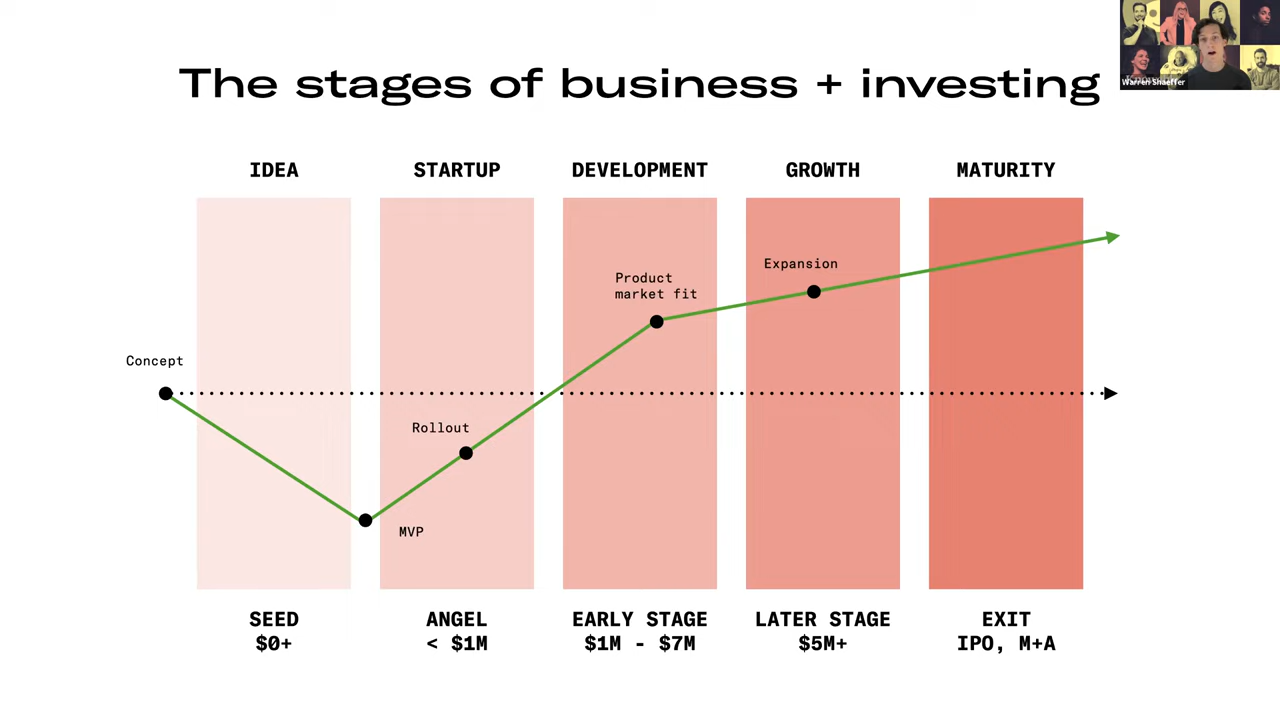 The stages of business + investing
Warren Shaeffer
IDEA
STARTUP
DEVELOPMENT
GROWTH
MATURITY
Expansion
Product
market fit
Concept
Rollout
MVP
SEED
$0+
ANGEL
< $1M
EARLY STAGE
$1M - $7M
LATER STAGE
$5M+
EXIT
IPO, M+A